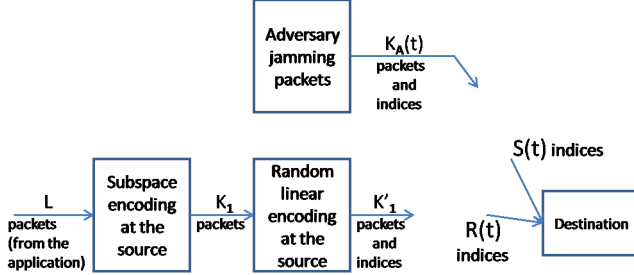 Adversary
jamming
packets
K_A(t)
packets
and
indices
L
packets
(from the
application)
Subspace
encoding
at the
source
K_1
packets
Random
linear
encoding
at the
source
K'_1
packets
and
indices
S(t) indices
R(t)
indices
Destination